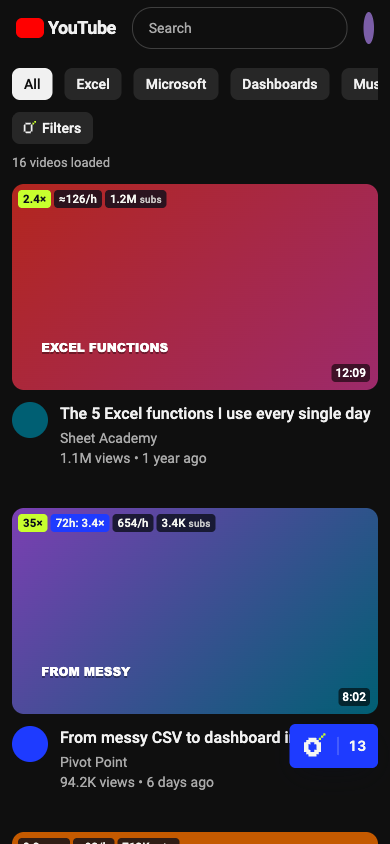 YouTube
Search
All
Excel
Microsoft
Dashboards
Mus
Filters
16 videos loaded
2.4× ≈126/h 1.2M subs
EXCEL FUNCTIONS
12:09
The 5 Excel functions I use every single day
Sheet Academy
1.1M views • 1 year ago
35× 72h: 3.4× 654/h 3.4K subs
FROM MESSY
8:02
From messy CSV to dashboard i
13
Pivot Point
94.2K views • 6 days ago